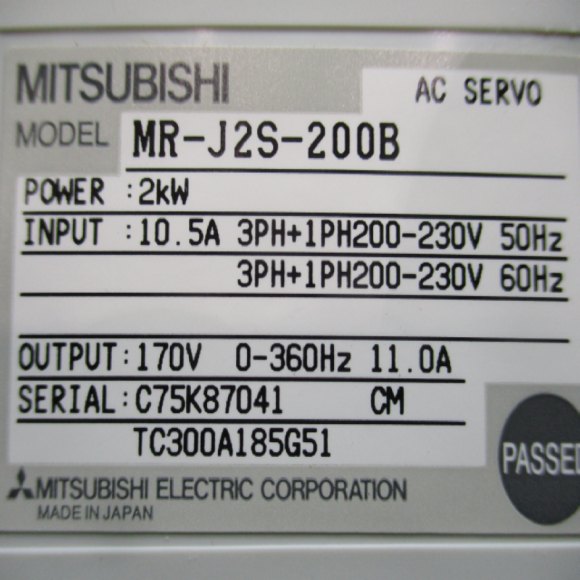 MITSUBISHI
AC SERVO
MODEL MR-J2S-200B
POWER :2kW
INPUT :10.5A 3PH+1PH200-230V 50Hz
3PH+1PH200-230V 60Hz
OUTPUT:170V 0-360Hz 11.0A
SERIAL:C75K87041 CM
TC300A185G51
PASSED
MITSUBISHI ELECTRIC CORPORATION
MADE IN JAPAN